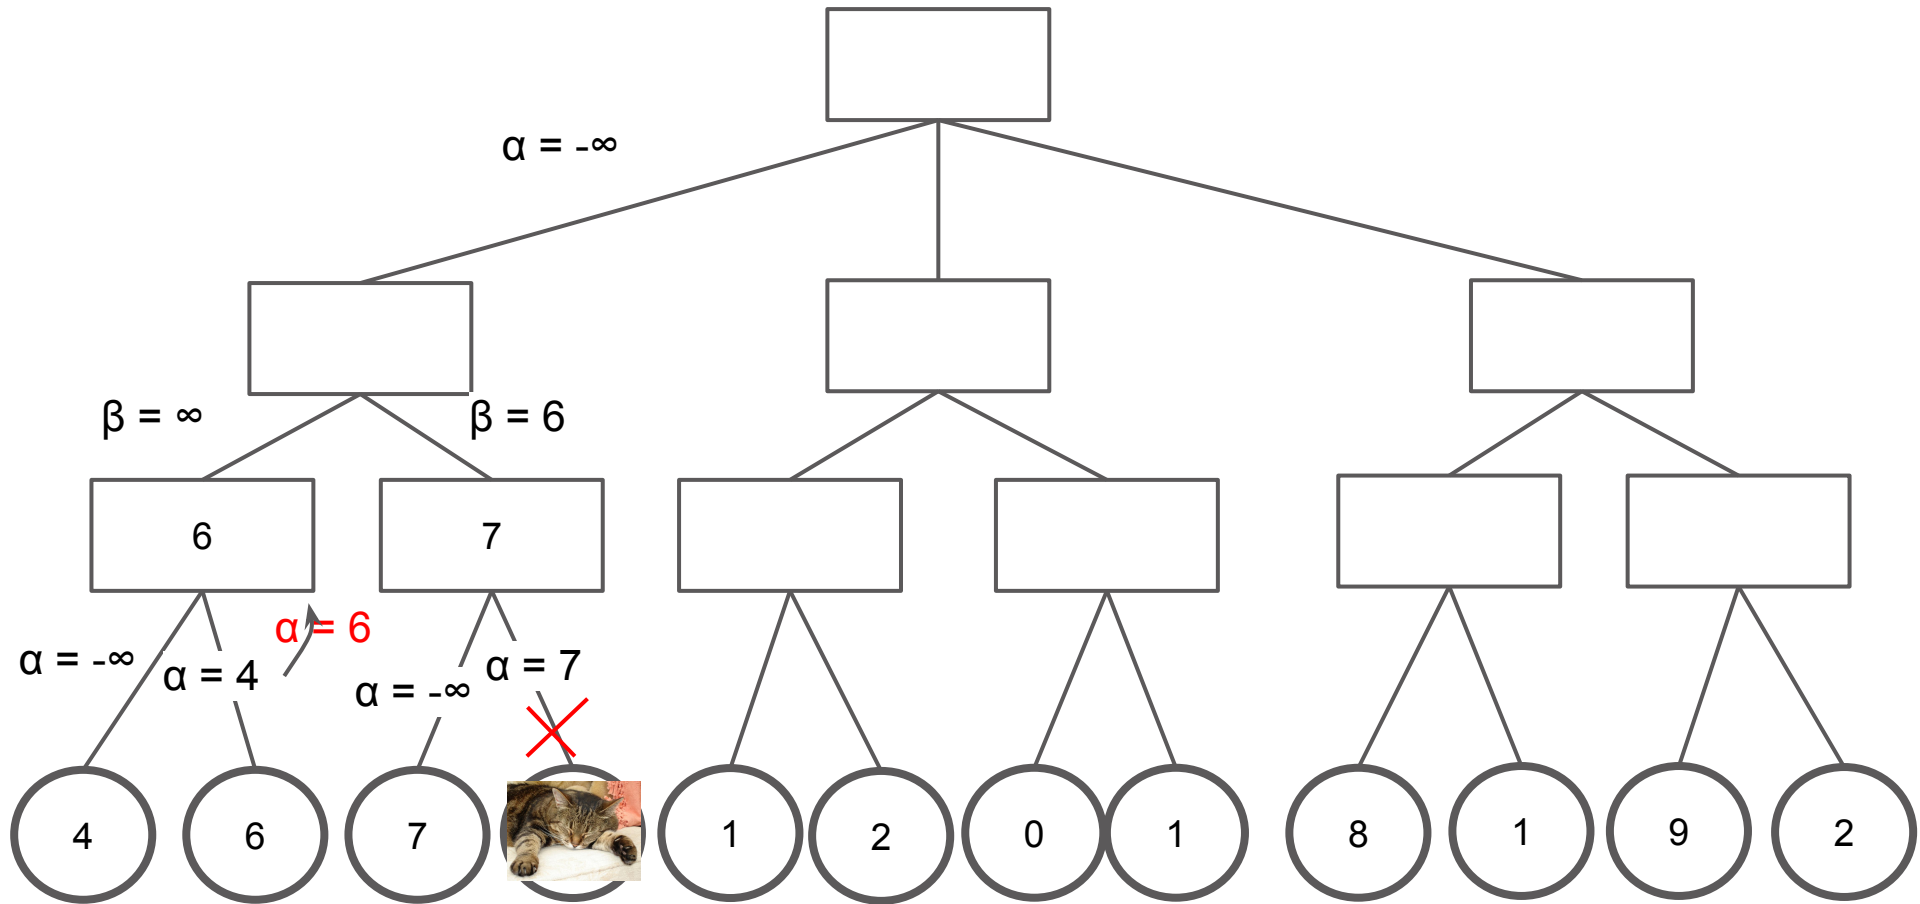 α = -∞
β = ∞
β = 6
6
7
α = 6
α = -∞
α = 4
α = -∞
α = 7
4
6
7
1
2
0
1
8
1
9
2